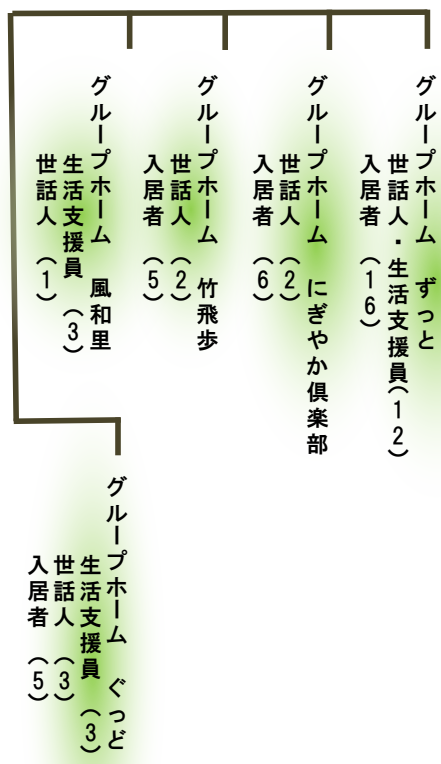 グループホーム ずっと
世話人・生活支援員(12)
入居者 (16)
グループホーム にぎやか倶楽部
世話人 (2)
入居者 (6)
グループホーム 竹飛歩
世話人 (2)
入居者 (5)
グループホーム 風和里
生活支援員 (3)
世話人 (1)
グループホーム ぐっど
生活支援員 (3)
世話人 (3)
入居者 (5)